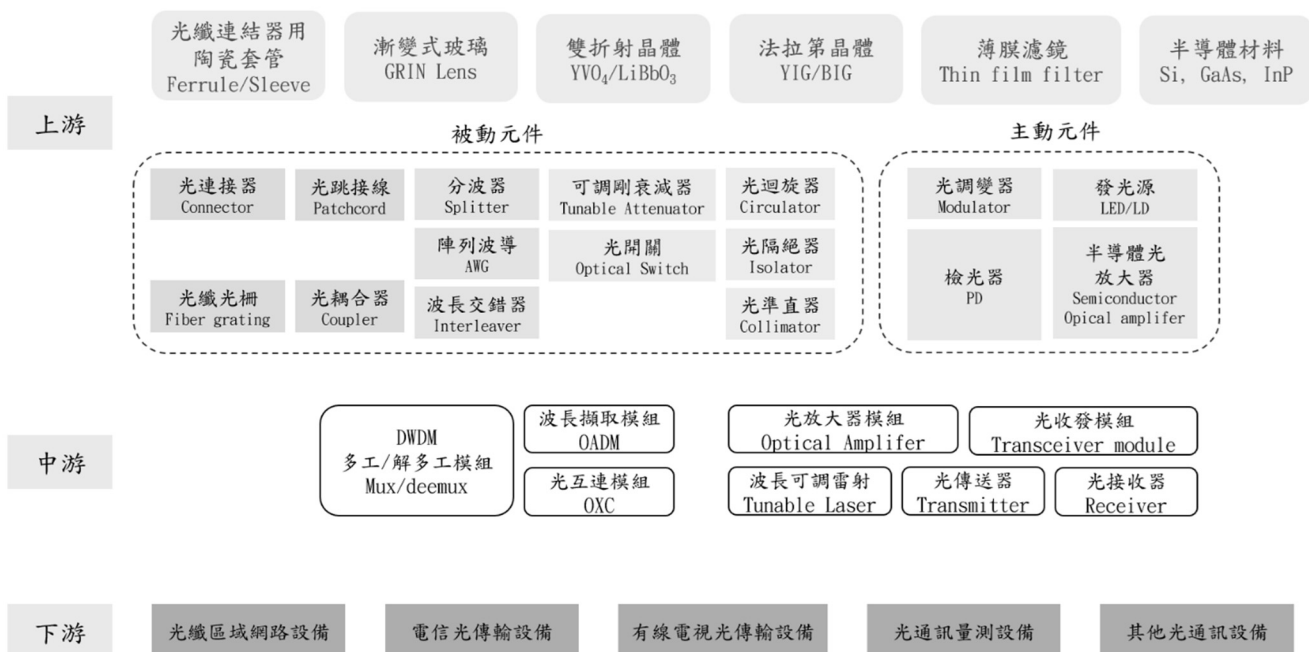 光纖連結器用
陶瓷套管
Ferrule/Sleeve
漸變式玻璃
GRIN Lens
雙折射晶體
YVO₄/LiBbO₃
法拉第晶體
YIG/BIG
薄膜濾鏡
Thin film filter
半導體材料
Si, GaAs, InP
上游
被動元件
主動元件
光連接器
Connector
光跳接線
Patchcord
分波器
Splitter
可調剛衰減器
Tunable Attenuator
光迴旋器
Circulator
光調變器
Modulator
發光源
LED/LD
陣列波導
AWG
光開關
Optical Switch
光隔絕器
Isolator
檢光器
PD
半導體光
放大器
Semiconductor
Opical amplifer
光纖光柵
Fiber grating
光耦合器
Coupler
波長交錯器
Interleaver
光準直器
Collimator
中游
DWDM
多工/解多工模組
Mux/deemux
波長擷取模組
OADM
光放大器模組
Optical Amplifer
光收發模組
Transceiver module
光互連模組
OXC
波長可調雷射
Tunable Laser
光傳送器
Transmitter
光接收器
Receiver
下游
光纖區域網路設備
電信光傳輸設備
有線電視光傳輸設備
光通訊量測設備
其他光通訊設備